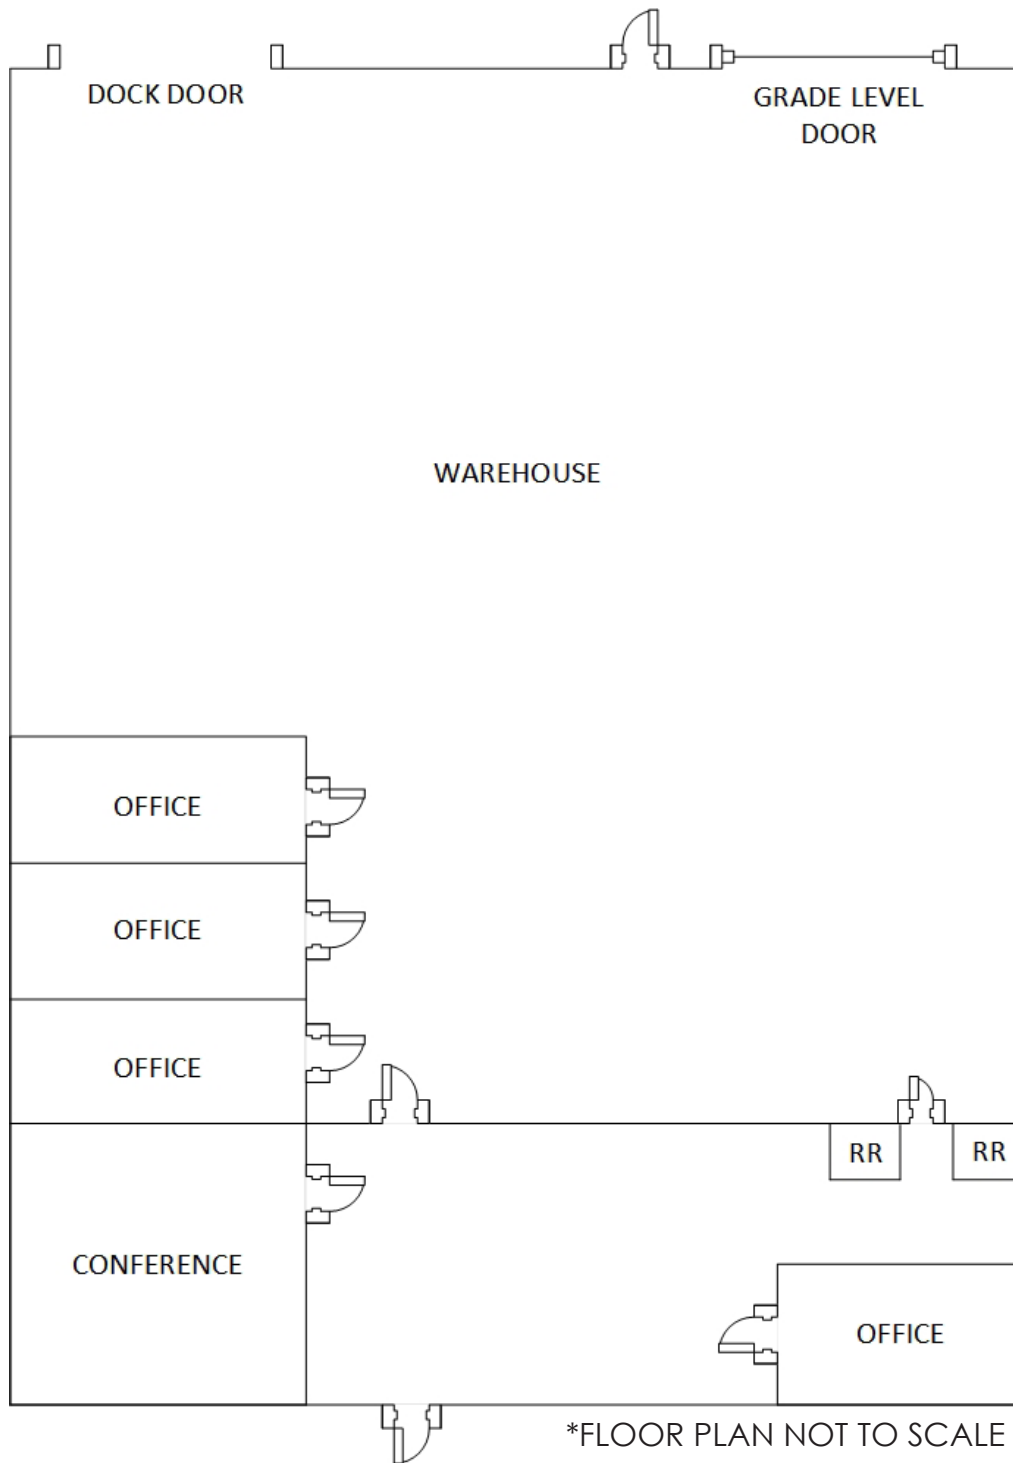 DOCK DOOR
GRADE LEVEL
DOOR
WAREHOUSE
OFFICE
OFFICE
OFFICE
RR
RR
CONFERENCE
OFFICE
*FLOOR PLAN NOT TO SCALE